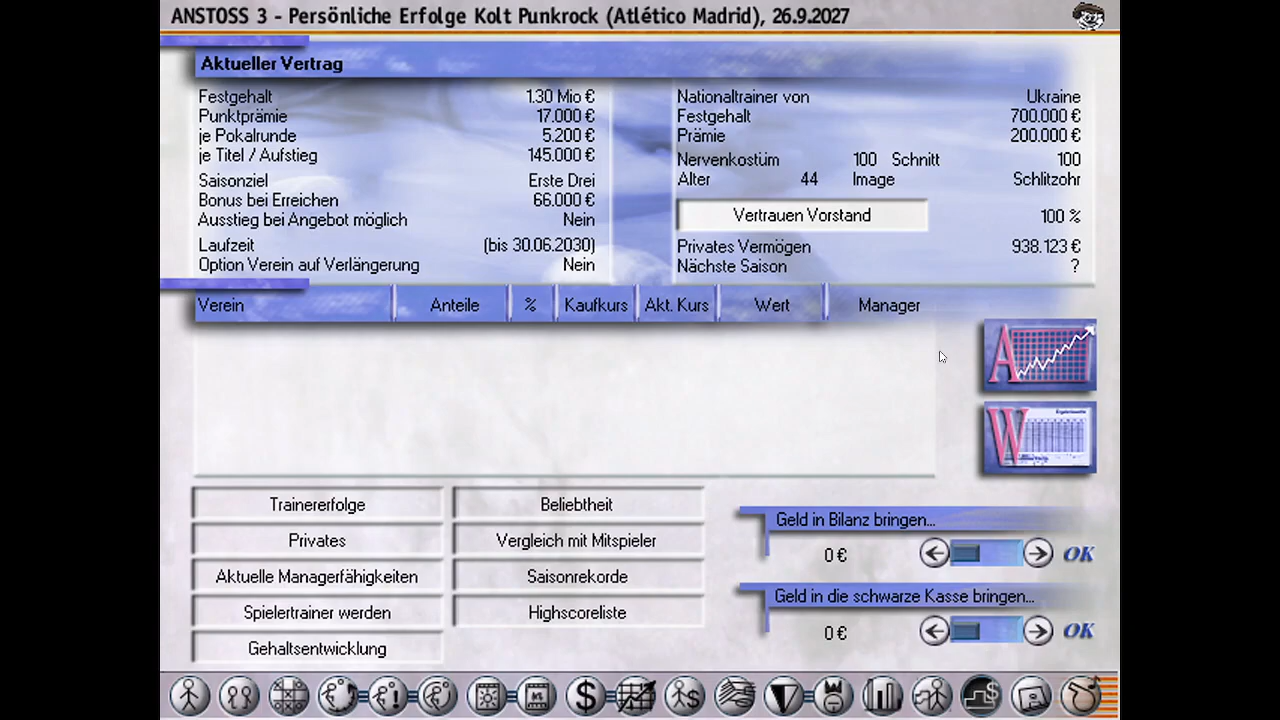 ANSTOSS 3 - Persönliche Erfolge Kolt Punkrock (Atlético Madrid), 26.9.2027
Aktueller Vertrag
Festgehalt 1.30 Mio €
Punktprämie 17.000 €
je Pokalrunde 5.200 €
je Titel / Aufstieg 145.000 €
Saisonziel Erste Drei
Bonus bei Erreichen 66.000 €
Ausstieg bei Angebot möglich Nein
Laufzeit (bis 30.06.2030)
Option Verein auf Verlängerung Nein
Nationaltrainer von Ukraine
Festgehalt 700.000 €
Prämie 200.000 €
Nervenkostüm 100 Schnitt 100
Alter 44 Image Schlitzohr
Vertrauen Vorstand 100 %
Privates Vermögen 938.123 €
Nächste Saison ?
Verein Anteile % Kaufkurs Akt. Kurs Wert Manager
A
W
Trainererfolge
Privates
Aktuelle Managerfähigkeiten
Spielertrainer werden
Gehaltsentwicklung
Beliebtheit
Vergleich mit Mitspieler
Saisonrekorde
Highscoreliste
Geld in Bilanz bringen...
0 € OK
Geld in die schwarze Kasse bringen...
0 € OK